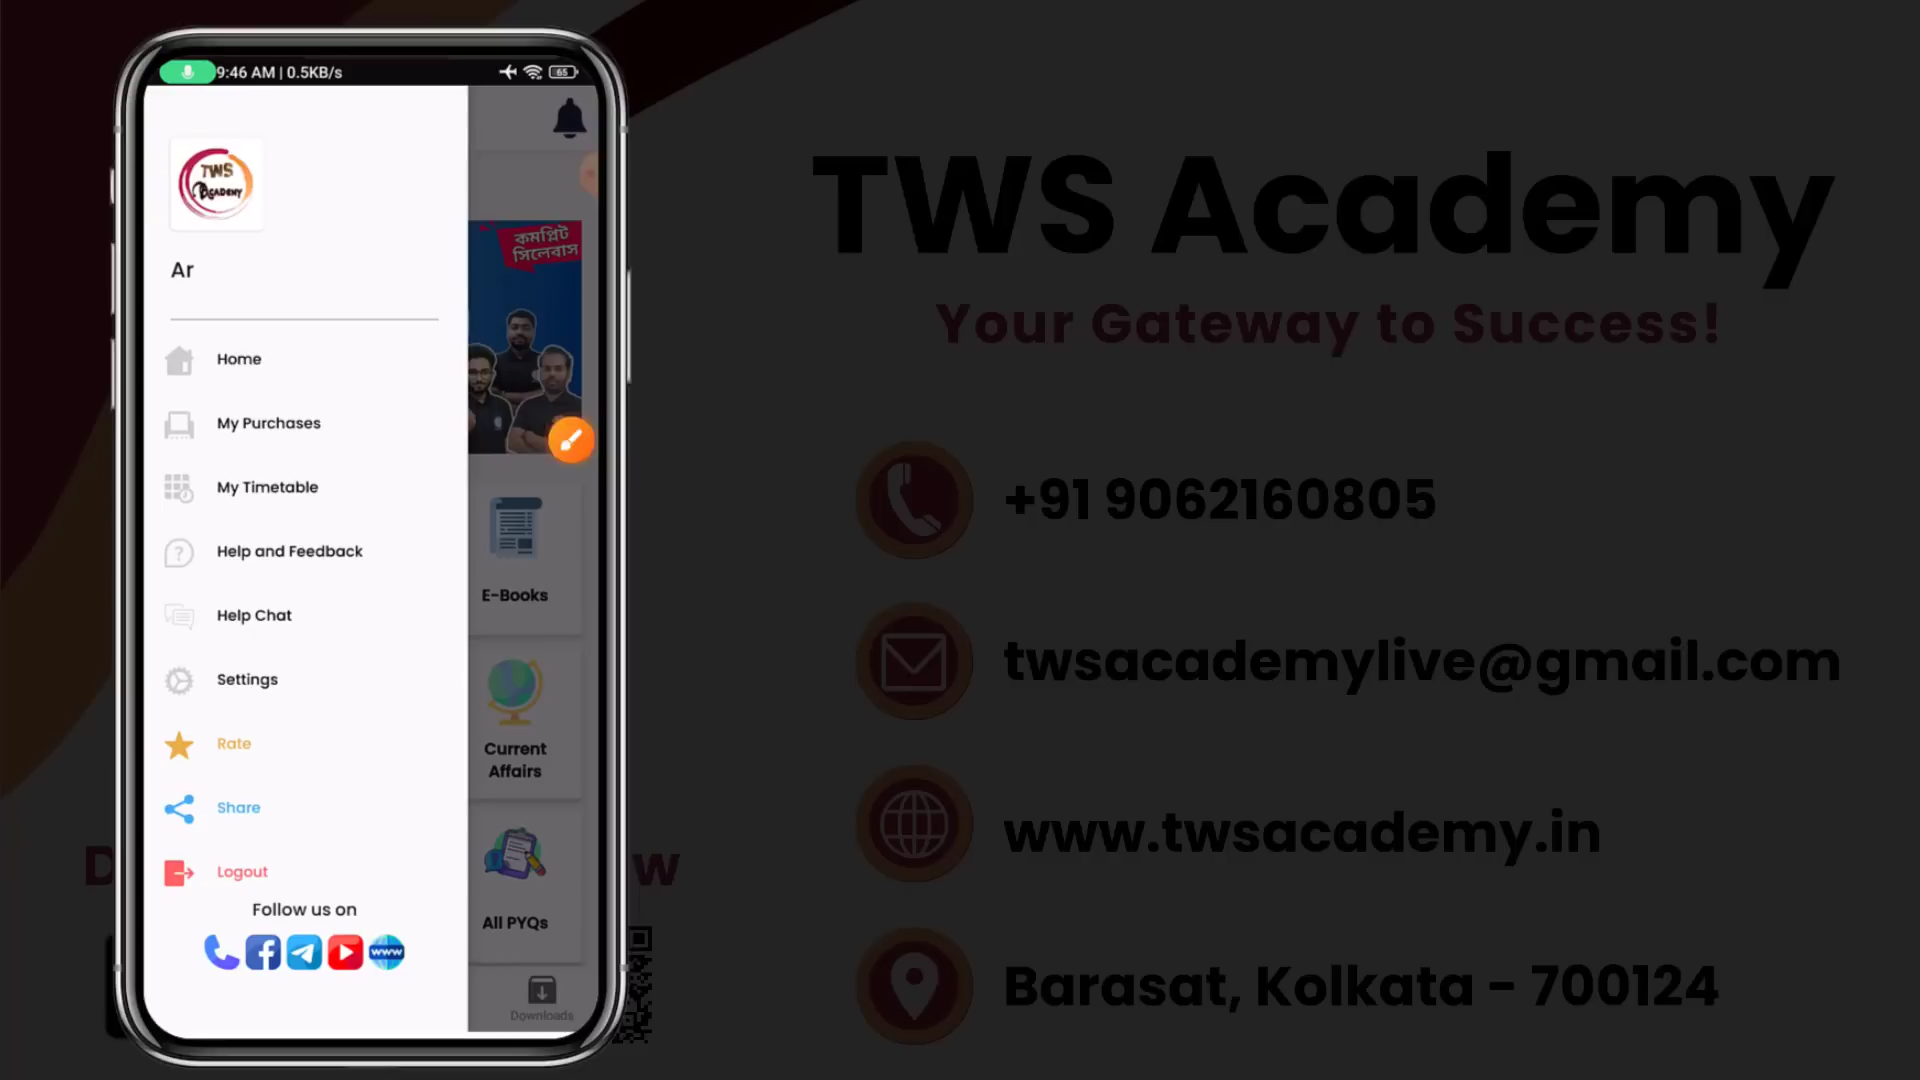 9:46 AM | 0.5KB/s
65
TWS
ACADEMY
Ar
Home
My Purchases
My Timetable
Help and Feedback
Help Chat
Settings
Rate
Share
Logout
Follow us on
www
কমপ্লিট
সিলেবাস
E-Books
Current
Affairs
All PYQs
Downloads
D
w
TWS Academy
Your Gateway to Success!
+91 9062160805
twsacademylive@gmail.com
www.twsacademy.in
Barasat, Kolkata - 700124